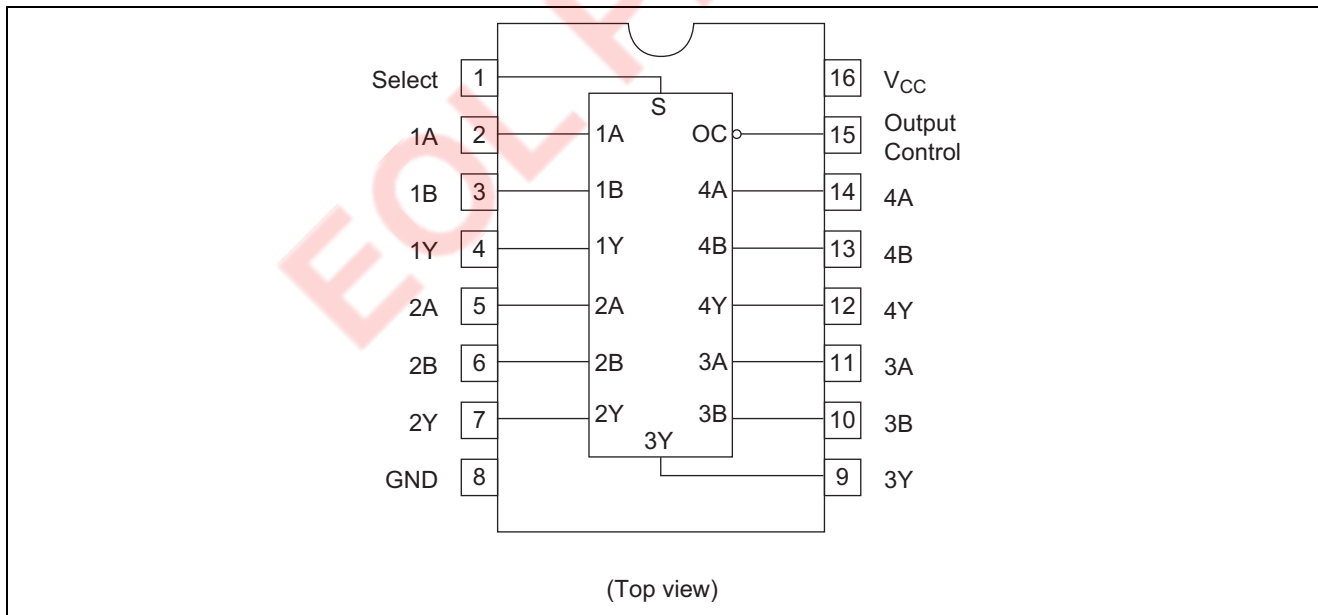 EOL P
Select 1 16 VCC
S
1A 2 1A OC 15 Output
Control
1B 3 1B 4A 14 4A
1Y 4 1Y 4B 13 4B
2A 5 2A 4Y 12 4Y
2B 6 2B 3A 11 3A
2Y 7 2Y 3B 10 3B
3Y
GND 8 9 3Y
(Top view)